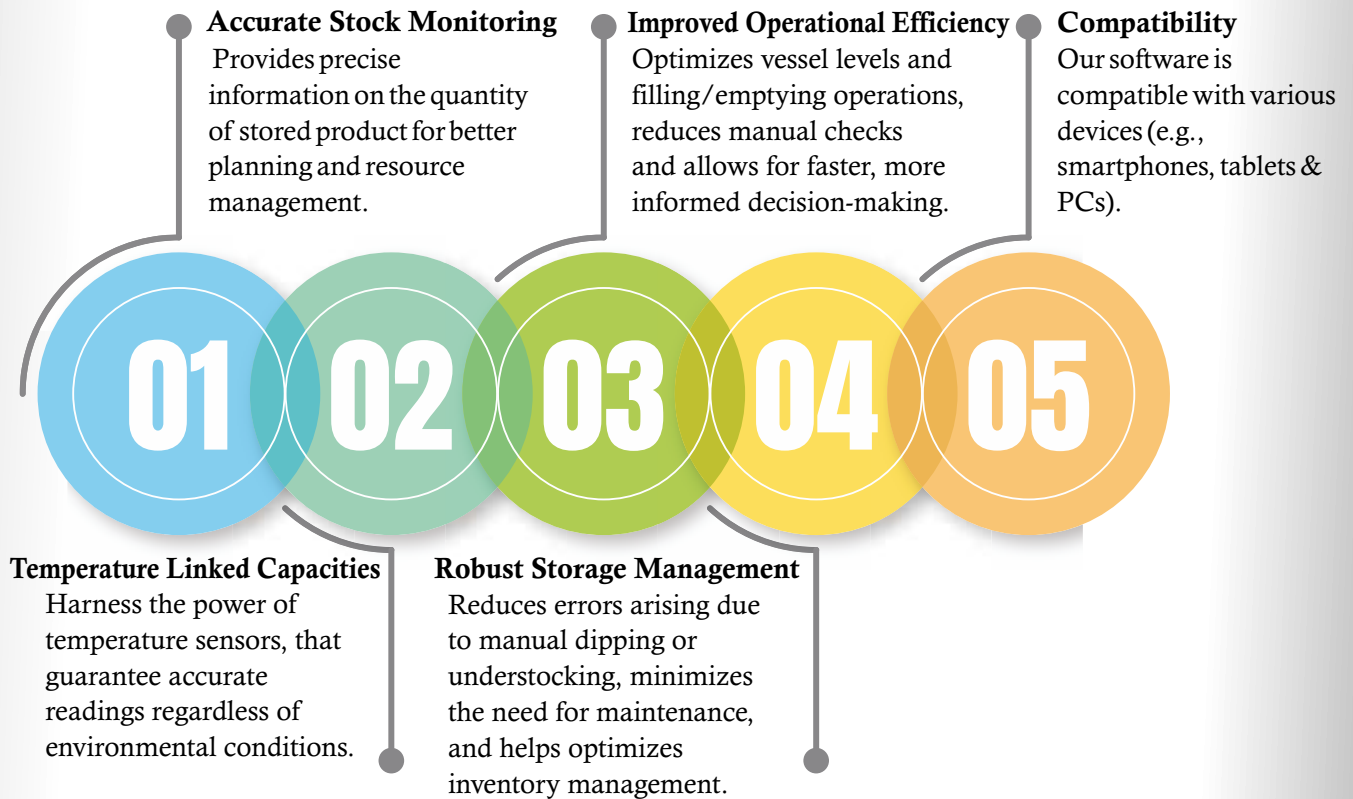 Accurate Stock Monitoring
Provides precise
information on the quantity
of stored product for better
planning and resource
management.
Improved Operational Efficiency
Optimizes vessel levels and
filling/emptying operations,
reduces manual checks
and allows for faster, more
informed decision-making.
Compatibility
Our software is
compatible with various
devices (e.g.,
smartphones, tablets &
PCs).
01
02
03
04
05
Temperature Linked Capacities
Harness the power of
temperature sensors, that
guarantee accurate
readings regardless of
environmental conditions.
Robust Storage Management
Reduces errors arising due
to manual dipping or
understocking, minimizes
the need for maintenance,
and helps optimizes
inventory management.